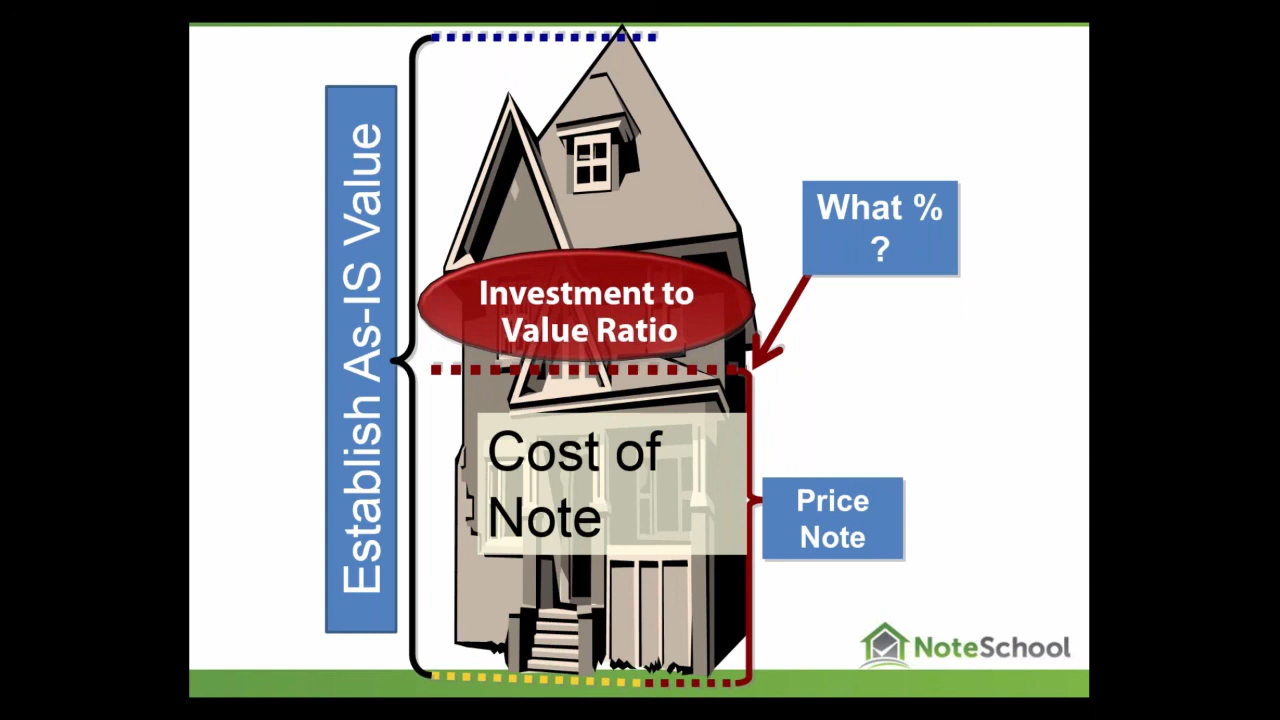 Establish As-IS Value
What %
?
Investment to
Value Ratio
Cost of
Note
Price
Note
NoteSchool